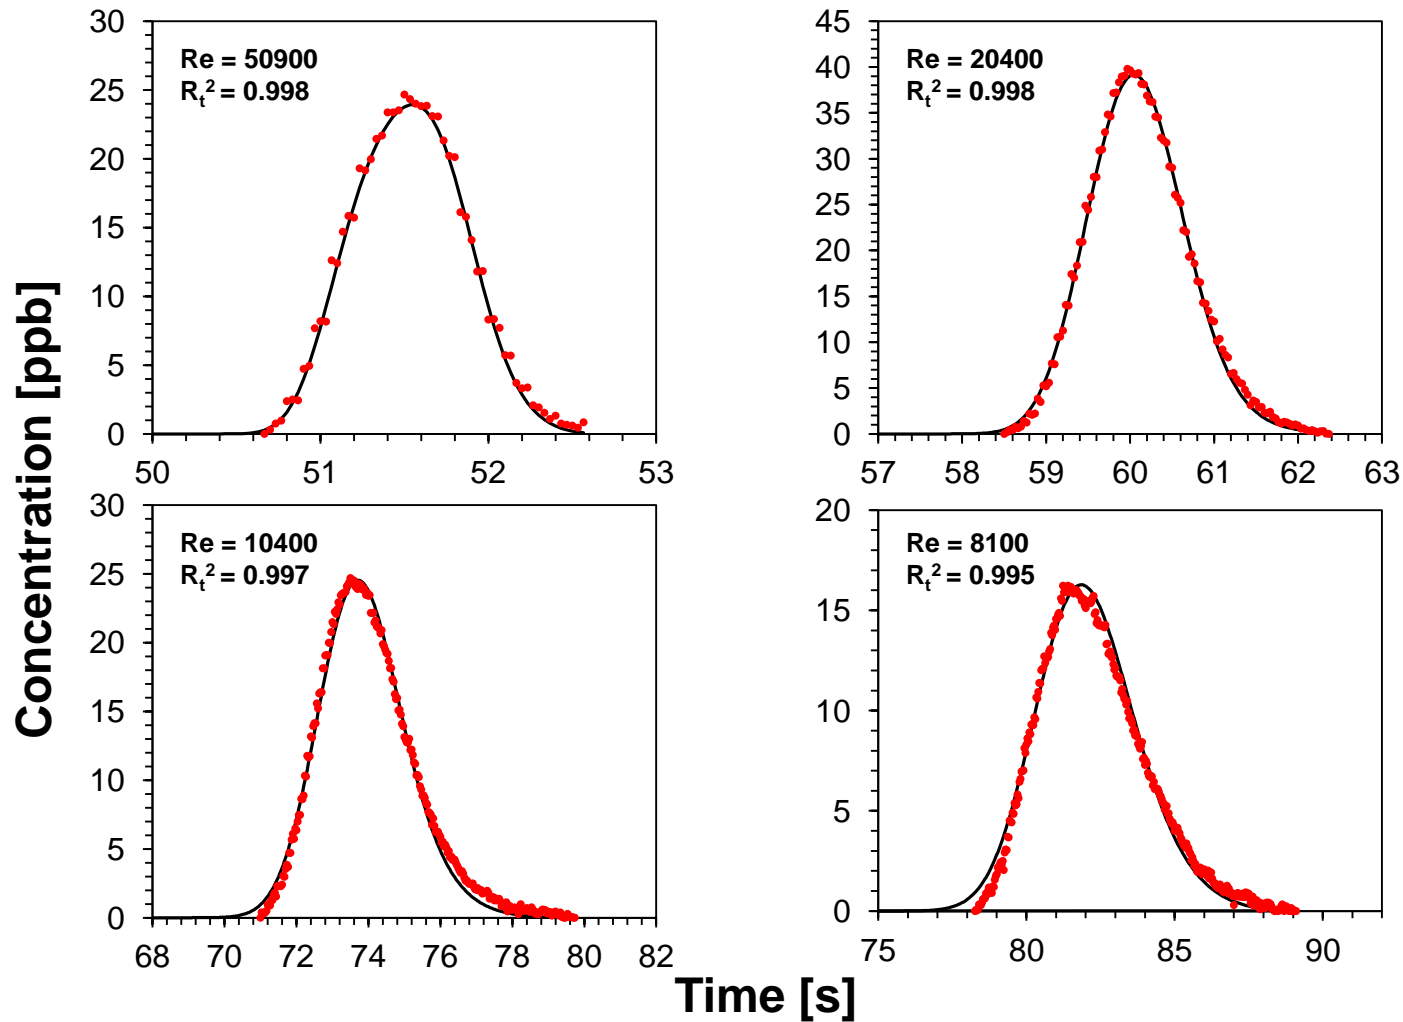 Concentration [ppb]
30
25
20
15
10
5
0
Re = 50900
Rₜ² = 0.998
50 51 52 53
45
40
35
30
25
20
15
10
5
0
Re = 20400
Rₜ² = 0.998
57 58 59 60 61 62 63
30
25
20
15
10
5
0
Re = 10400
Rₜ² = 0.997
68 70 72 74 76 78 80 82
20
15
10
5
0
Re = 8100
Rₜ² = 0.995
75 80 85 90
Time [s]